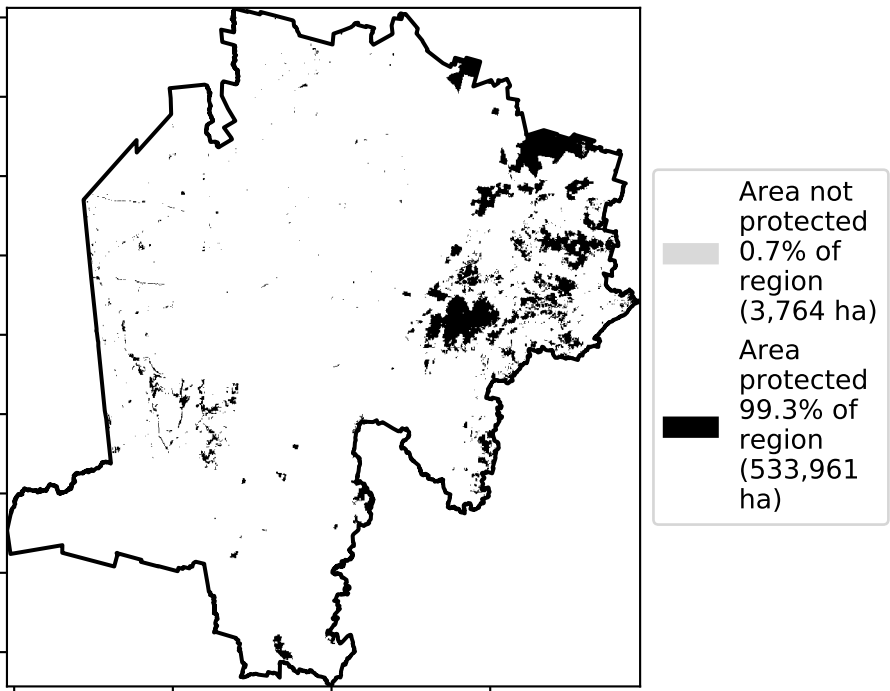 Area not
protected
0.7% of
region
(3,764 ha)
Area
protected
99.3% of
region
(533,961
ha)